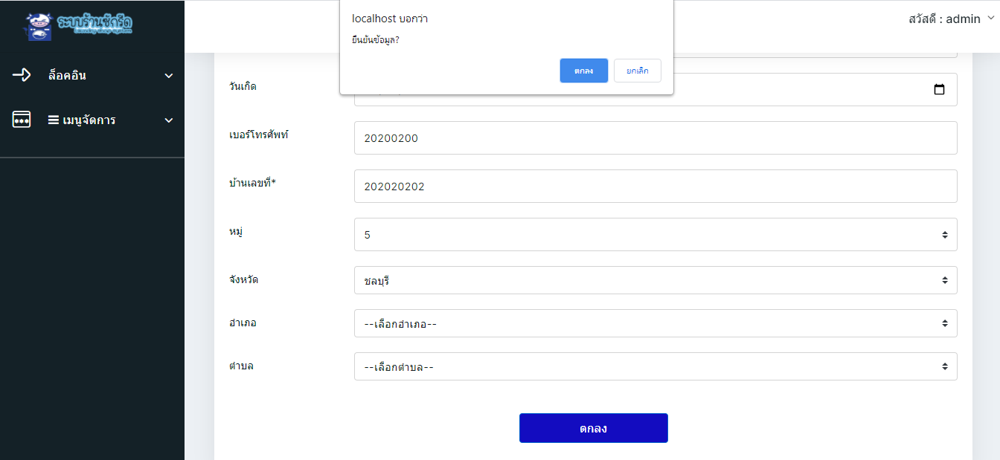 ระบบร้านซักรีด
localhost บอกว่า
ยืนยันข้อมูล?
ตกลง
ยกเลิก
สวัสดี : admin
ล็อคอิน
เมนูจัดการ
วันเกิด
เบอร์โทรศัพท์
20200200
บ้านเลขที่*
202020202
หมู่
5
จังหวัด
ชลบุรี
อำเภอ
--เลือกอำเภอ--
ตำบล
--เลือกตำบล--
ตกลง